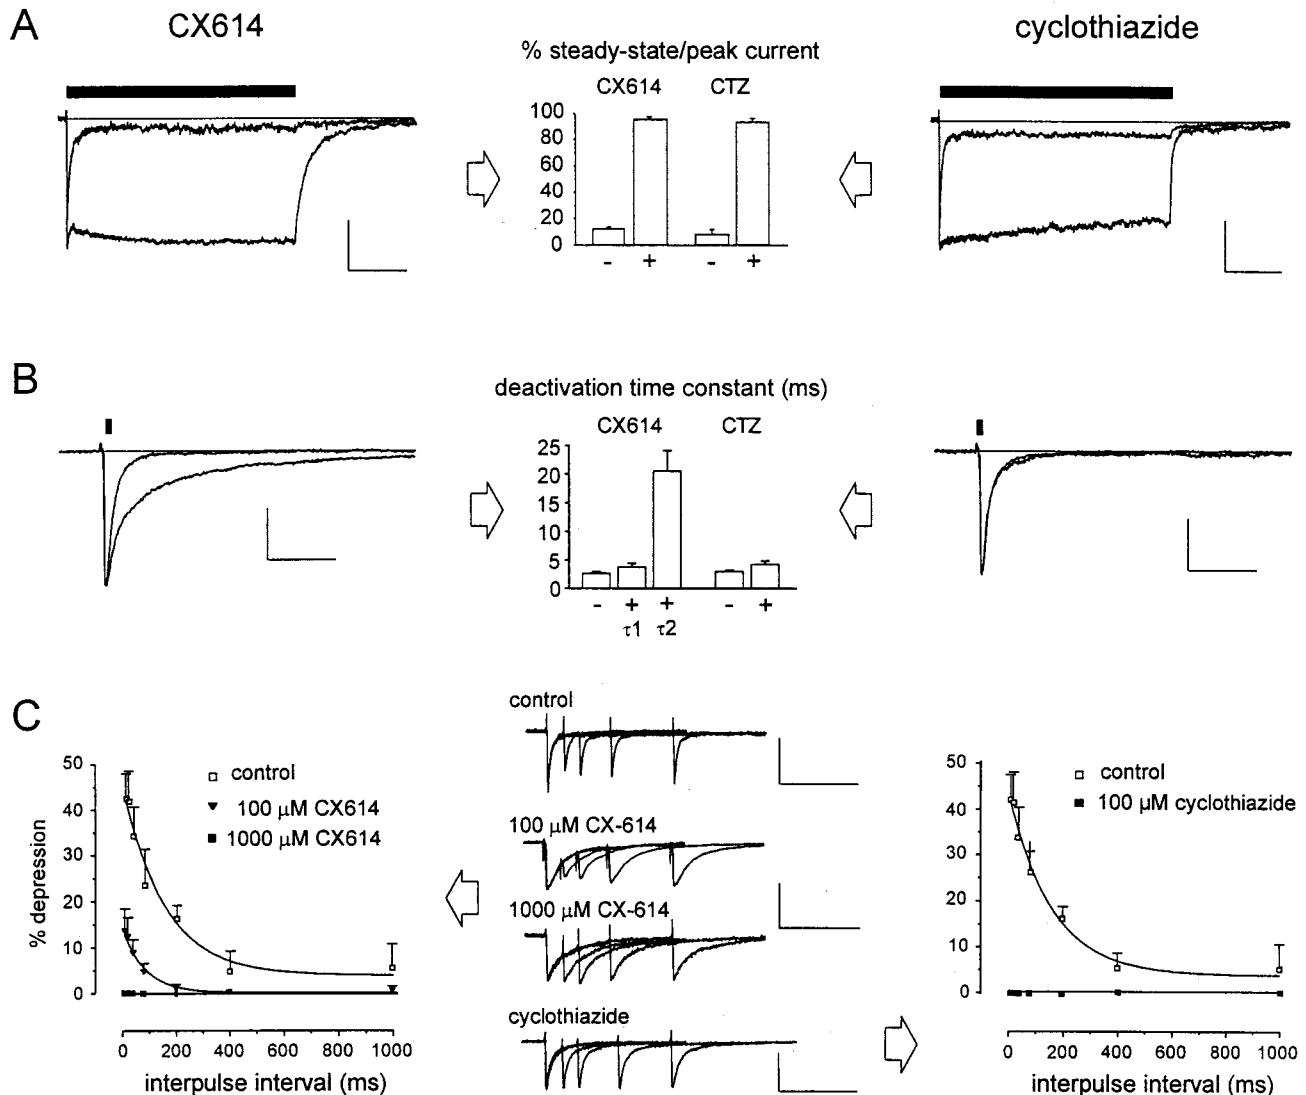 A
CX614
% steady-state/peak current
cyclothiazide
CX614 CTZ
100
80
60
40
20
0
- + - +
B
deactivation time constant (ms)
CX614 CTZ
25
20
15
10
5
0
- + + - +
τ1 τ2
C
control
100 μM CX-614
1000 μM CX-614
cyclothiazide
50
40
30
20
10
0
% depression
control
100 μM CX614
1000 μM CX614
0 200 400 600 800 1000
interpulse interval (ms)
50
40
30
20
10
0
control
100 μM cyclothiazide
0 200 400 600 800 1000
interpulse interval (ms)